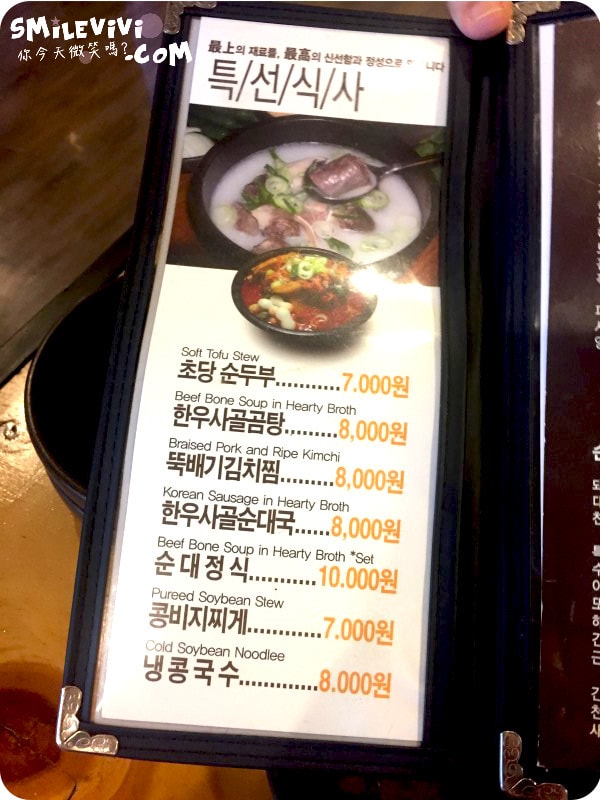 SMiLEViVi
你今天微笑嗎?.COM
最上의 재료를, 最高의 신선함과 정성으로 니다
특/선/식/사
Soft Tofu Stew
초당 순두부...........7.000원
Beef Bone Soup in Hearty Broth
한우사골곰탕.........8,000원
Braised Pork and Ripe Kimchi
뚝배기김치찜.........8,000원
Korean Sausage in Hearty Broth
한우사골순대국......8,000원
Beef Bone Soup in Hearty Broth *Set
순대정식............10.000원
Pureed Soybean Stew
콩비지찌게............7,000원
Cold Soybean Noodlee
냉콩국수.............8.000원